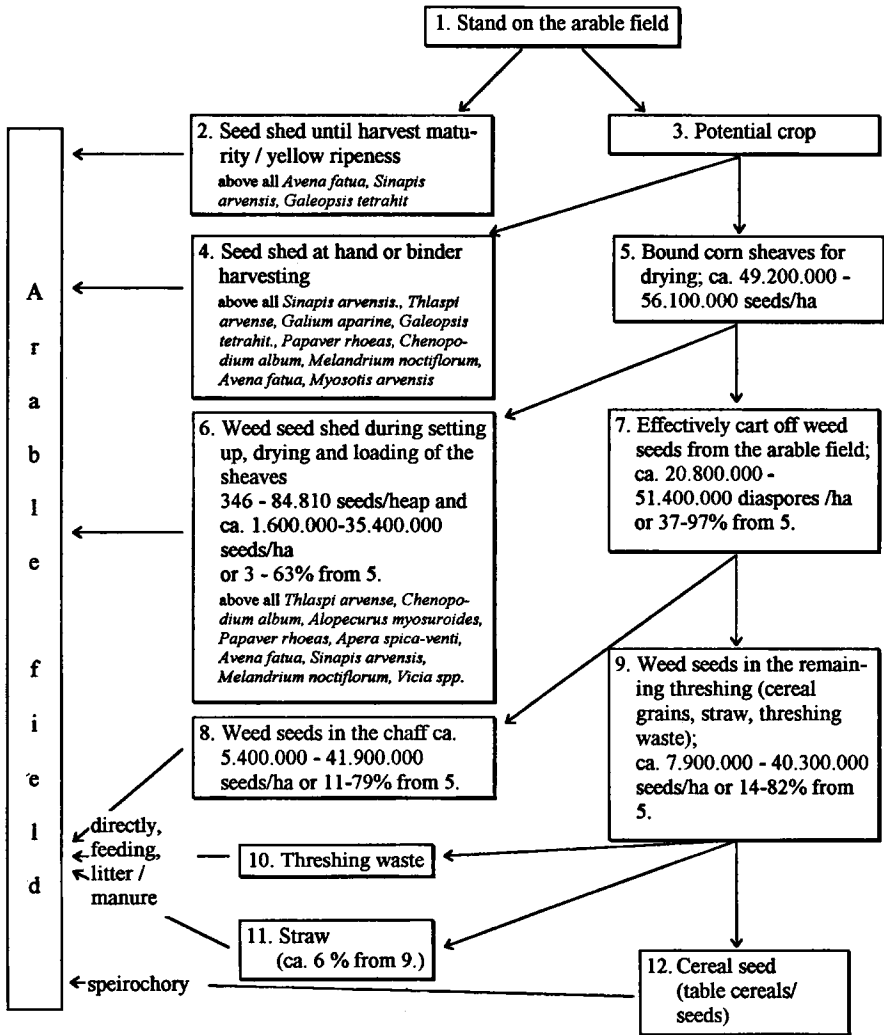 1. Stand on the arable field
2. Seed shed until harvest matu-
rity / yellow ripeness
above all Avena fatua, Sinapis
arvensis, Galeopsis tetrahit
3. Potential crop
4. Seed shed at hand or binder
harvesting
above all Sinapis arvensis., Thlaspi
arvense, Galium aparine, Galeopsis
tetrahit., Papaver rhoeas, Chenopo-
dium album, Melandrium noctiflorum,
Avena fatua, Myosotis arvensis
5. Bound corn sheaves for
drying; ca. 49.200.000 -
56.100.000 seeds/ha
6. Weed seed shed during setting
up, drying and loading of the
sheaves
346 - 84.810 seeds/heap and
ca. 1.600.000-35.400.000
seeds/ha
or 3 - 63% from 5.
above all Thlaspi arvense, Chenopo-
dium album, Alopecurus myosuroides,
Papaver rhoeas, Apera spica-venti,
Avena fatua, Sinapis arvensis,
Melandrium noctiflorum, Vicia spp.
7. Effectively cart off weed
seeds from the arable field;
ca. 20.800.000 -
51.400.000 diaspores /ha
or 37-97% from 5.
8. Weed seeds in the chaff ca.
5.400.000 - 41.900.000
seeds/ha or 11-79% from 5.
9. Weed seeds in the remain-
ing threshing (cereal
grains, straw, threshing
waste);
ca. 7.900.000 - 40.300.000
seeds/ha or 14-82% from
5.
directly,
feeding,
litter /
manure
10. Threshing waste
11. Straw
(ca. 6 % from 9.)
12. Cereal seed
(table cereals/
seeds)
speirochory
Arable field